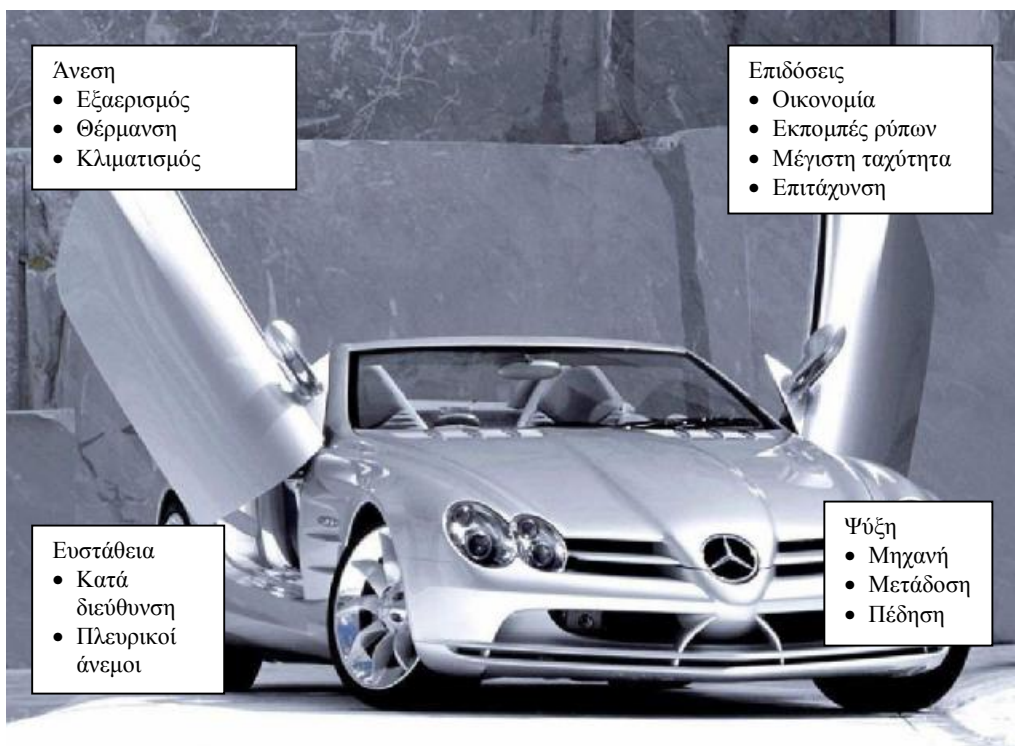 Άνεση
• Εξαερισμός
• Θέρμανση
• Κλιματισμός
Επιδόσεις
• Οικονομία
• Εκπομπές ρύπων
• Μέγιστη ταχύτητα
• Επιτάχυνση
Ευστάθεια
• Κατά
διεύθυνση
• Πλευρικοί
άνεμοι
Ψύξη
• Μηχανή
• Μετάδοση
• Πέδηση